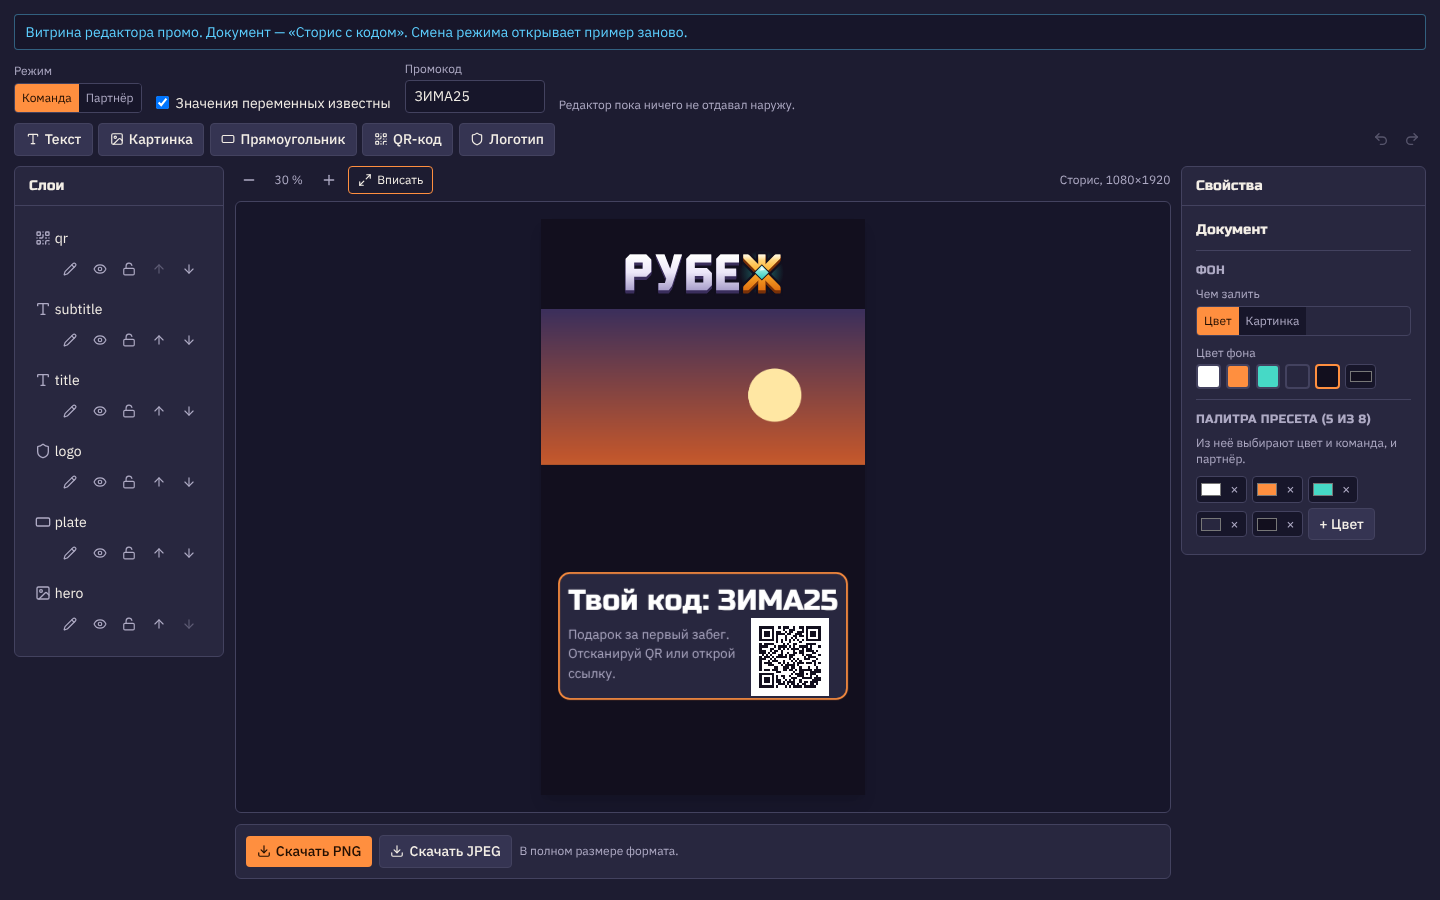 Витрина редактора промо. Документ — «Сторис с кодом». Смена режима открывает пример заново.
Режим
Команда Партнёр
Значения переменных известны
Промокод
ЗИМА25
Редактор пока ничего не отдавал наружу.
Текст Картинка Прямоугольник QR-код Логотип
Слои
qr
subtitle
title
logo
plate
hero
30 % Вписать
Сторис, 1080×1920
РУБЕЖ
Твой код: ЗИМА25
Подарок за первый забег.
Отсканируй QR или открой
ссылку.
Скачать PNG Скачать JPEG В полном размере формата.
Свойства
Документ
ФОН
Чем залить
Цвет Картинка
Цвет фона
ПАЛИТРА ПРЕСЕТА (5 ИЗ 8)
Из неё выбирают цвет и команда, и
партнёр.
× × ×
× × + Цвет